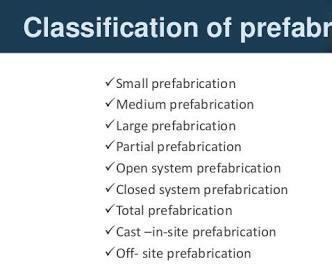 Classification of prefabr
✓Small prefabrication
✓Medium prefabrication
✓Large prefabrication
✓Partial prefabrication
✓Open system prefabrication
✓Closed system prefabrication
✓Total prefabrication
✓Cast –in-site prefabrication
✓Off- site prefabrication